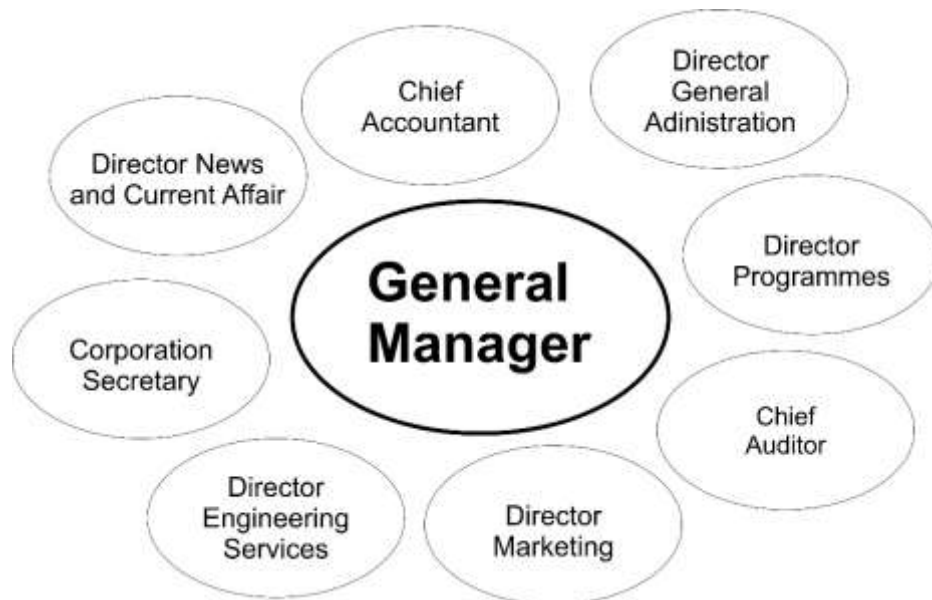 Chief
Accountant
Director
General
Adinistration
Director News
and Current Affair
General
Manager
Director
Programmes
Corporation
Secretary
Chief
Auditor
Director
Engineering
Services
Director
Marketing